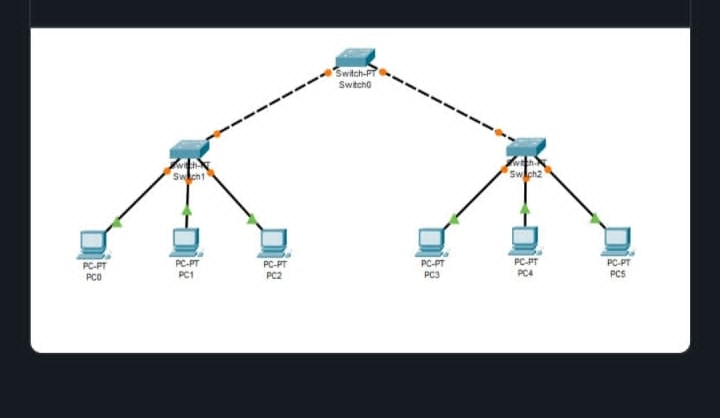 Switch-PT
Switch0
Switch-PT
Switch1
Switch-PT
Switch2
PC-PT
PC0
PC-PT
PC1
PC-PT
PC2
PC-PT
PC3
PC-PT
PC4
PC-PT
PC5